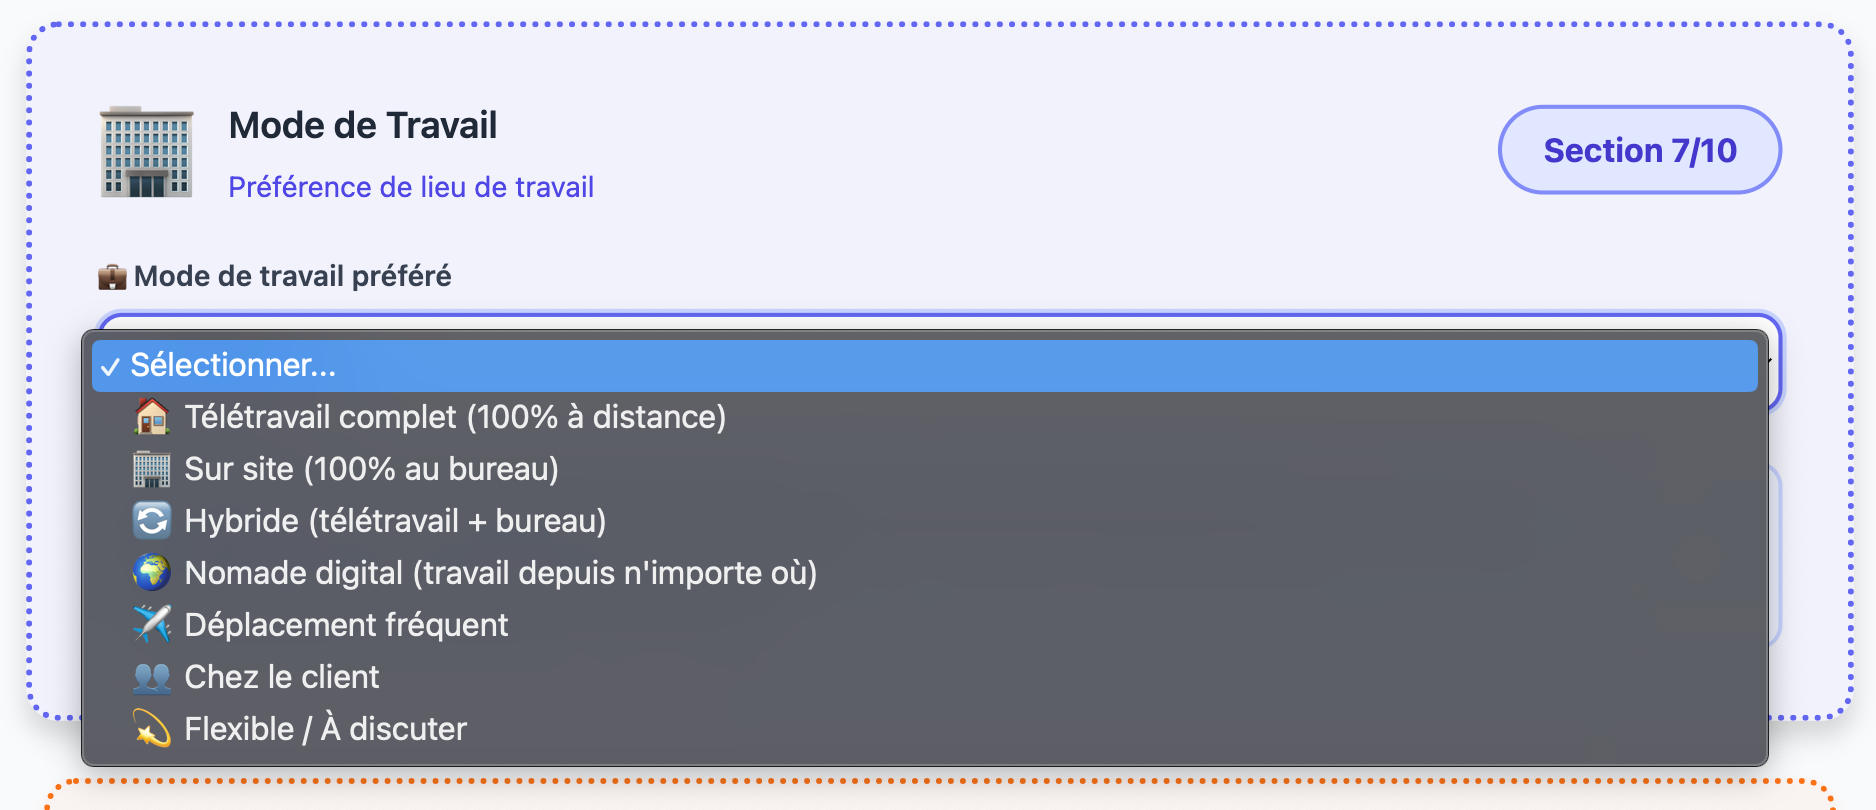 Mode de Travail
Section 7/10
Préférence de lieu de travail
Mode de travail préféré
✓ Sélectionner...
Télétravail complet (100% à distance)
Sur site (100% au bureau)
Hybride (télétravail + bureau)
Nomade digital (travail depuis n'importe où)
Déplacement fréquent
Chez le client
Flexible / À discuter